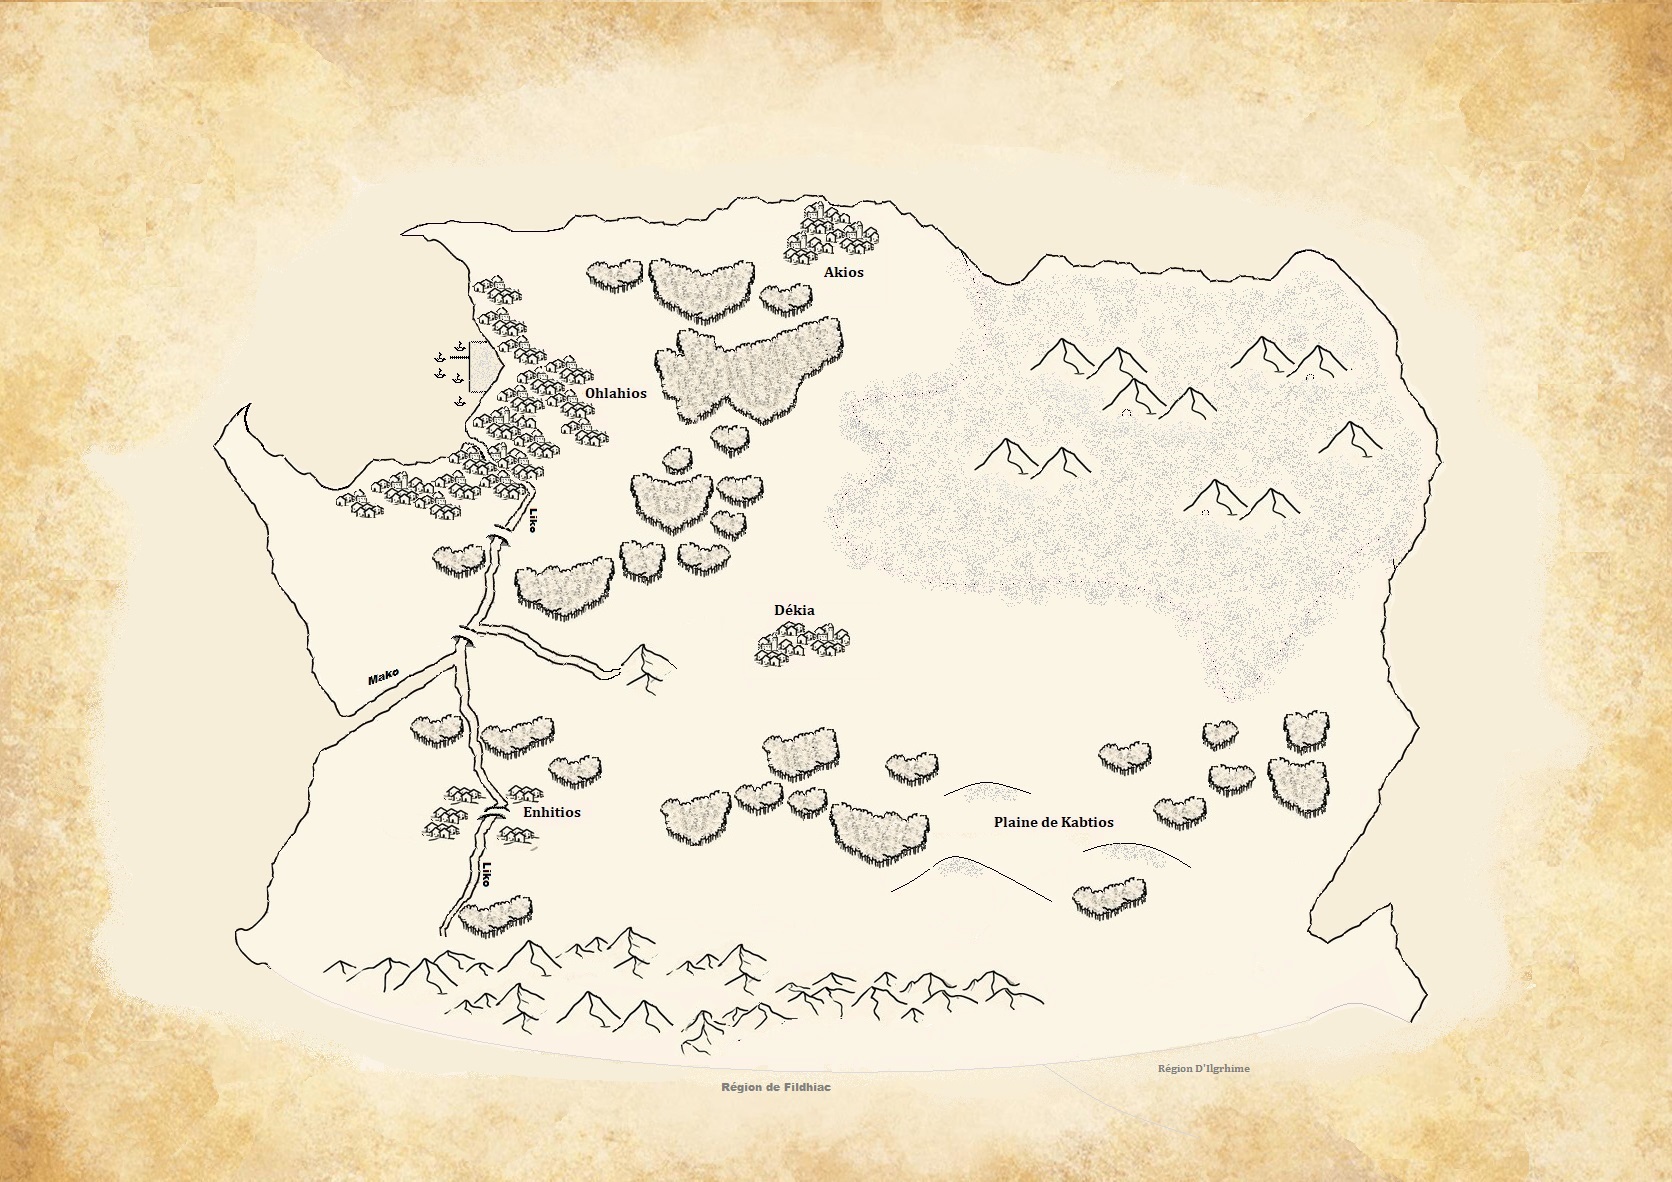 Akios
Ohlahios
Liko
Dékia
Mako
Enhitios
Plaine de Kabtios
Liko
Région D'Ilgrhime
Région de Fildhiac